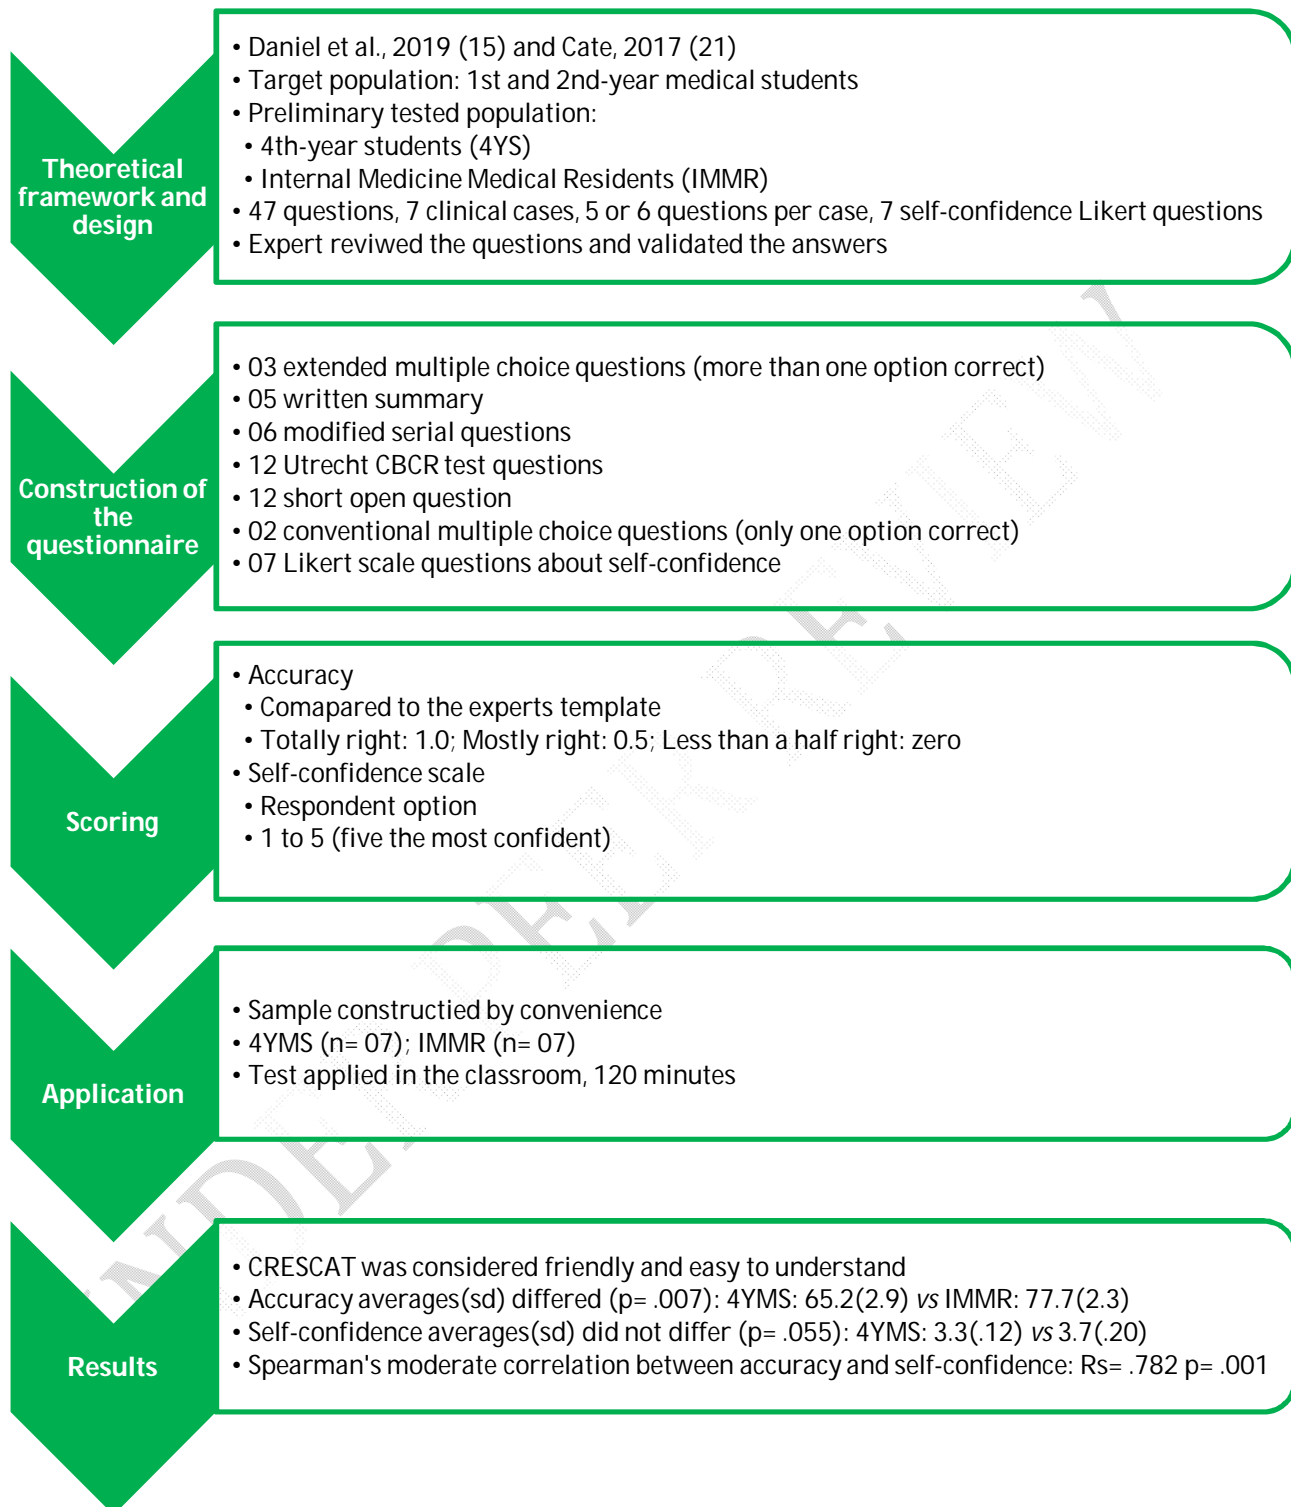 Theoretical
framework and
design
• Daniel et al., 2019 (15) and Cate, 2017 (21)
• Target population: 1st and 2nd-year medical students
• Preliminary tested population:
• 4th-year students (4YS)
• Internal Medicine Medical Residents (IMMR)
• 47 questions, 7 clinical cases, 5 or 6 questions per case, 7 self-confidence Likert questions
• Expert reviwed the questions and validated the answers
Construction of
the
questionnaire
• 03 extended multiple choice questions (more than one option correct)
• 05 written summary
• 06 modified serial questions
• 12 Utrecht CBCR test questions
• 12 short open question
• 02 conventional multiple choice questions (only one option correct)
• 07 Likert scale questions about self-confidence
Scoring
• Accuracy
• Comapared to the experts template
• Totally right: 1.0; Mostly right: 0.5; Less than a half right: zero
• Self-confidence scale
• Respondent option
• 1 to 5 (five the most confident)
Application
• Sample constructied by convenience
• 4YMS (n= 07); IMMR (n= 07)
• Test applied in the classroom, 120 minutes
Results
• CRESCAT was considered friendly and easy to understand
• Accuracy averages(sd) differed (p= .007): 4YMS: 65.2(2.9) vs IMMR: 77.7(2.3)
• Self-confidence averages(sd) did not differ (p= .055): 4YMS: 3.3(.12) vs 3.7(.20)
• Spearman's moderate correlation between accuracy and self-confidence: Rs= .782 p= .001
UNDER PEER REVIEW